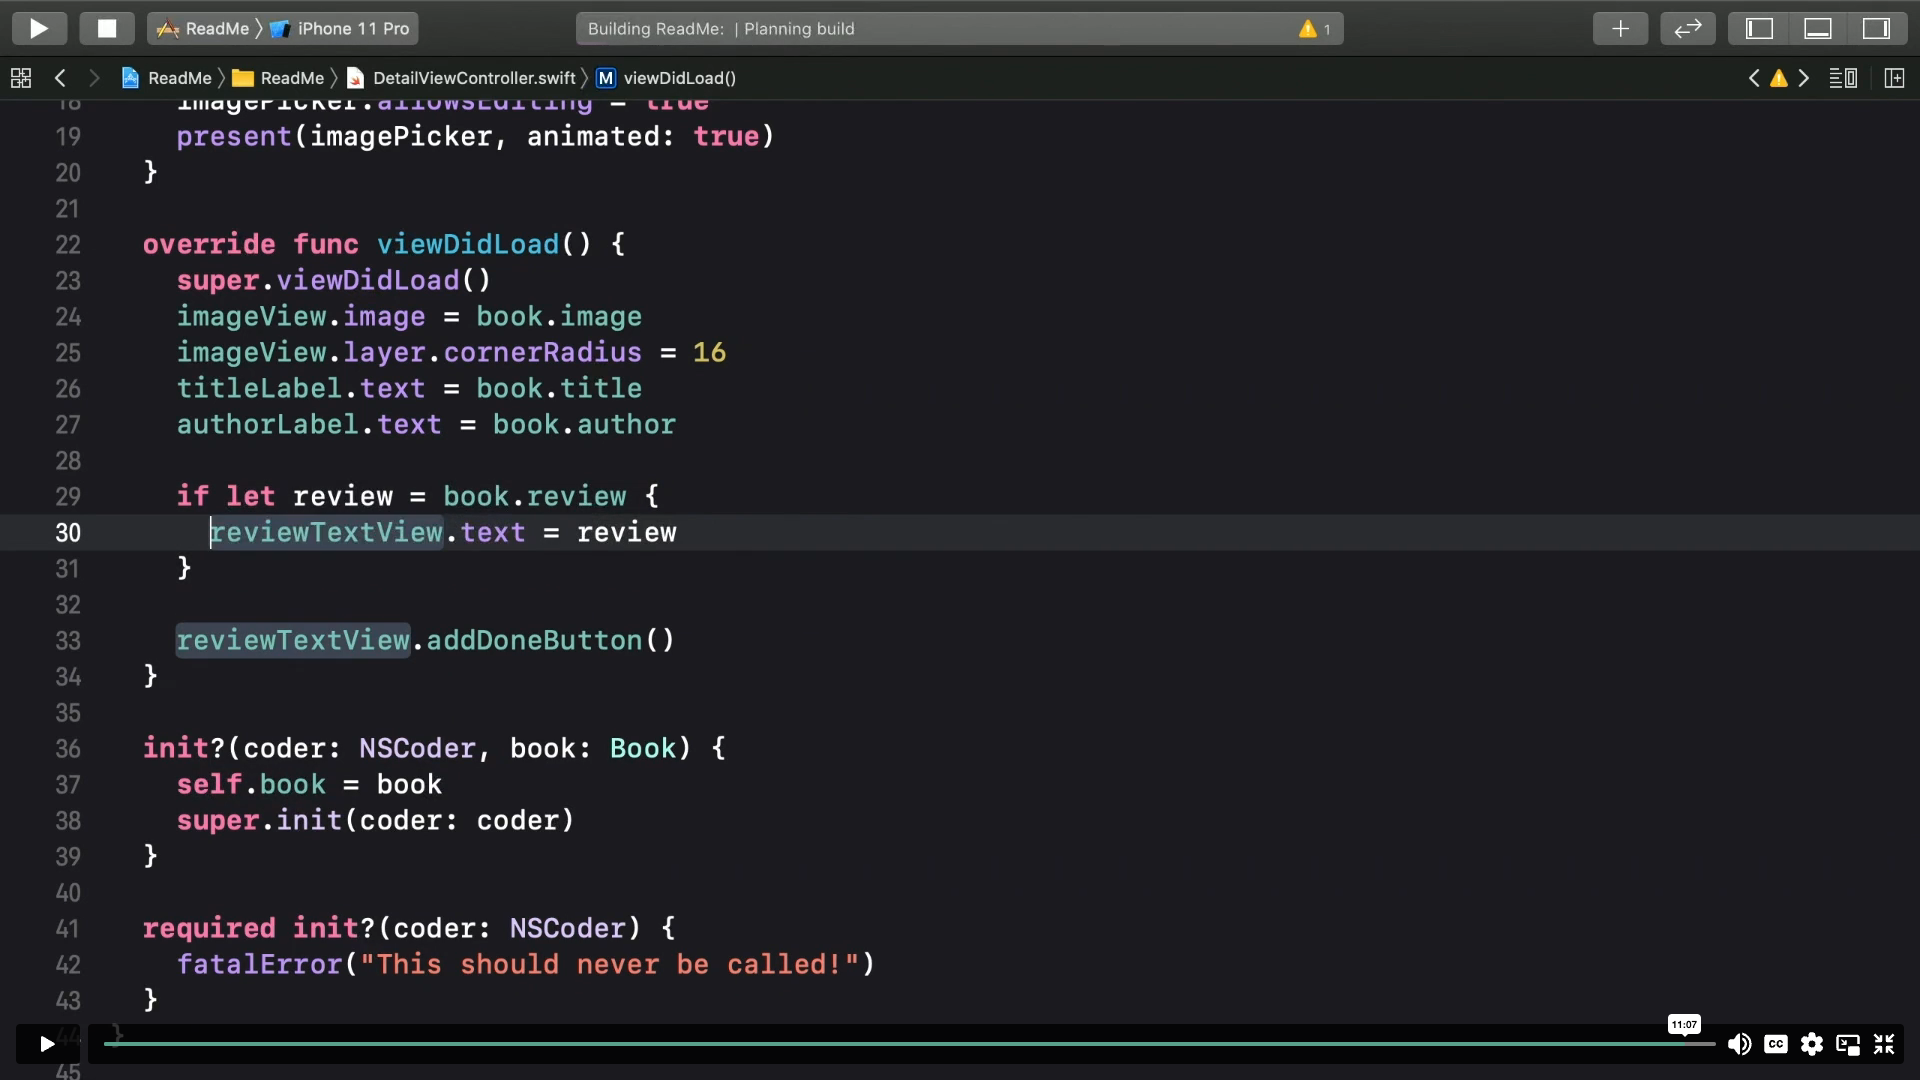 ReadMe 〉 iPhone 11 Pro
Building ReadMe: | Planning build
1
ReadMe 〉 ReadMe 〉 DetailViewController.swift 〉 M viewDidLoad()
18 imagePicker.allowsEditing = true
19 present(imagePicker, animated: true)
20 }
21
22 override func viewDidLoad() {
23 super.viewDidLoad()
24 imageView.image = book.image
25 imageView.layer.cornerRadius = 16
26 titleLabel.text = book.title
27 authorLabel.text = book.author
28
29 if let review = book.review {
30 reviewTextView.text = review
31 }
32
33 reviewTextView.addDoneButton()
34 }
35
36 init?(coder: NSCoder, book: Book) {
37 self.book = book
38 super.init(coder: coder)
39 }
40
41 required init?(coder: NSCoder) {
42 fatalError("This should never be called!")
43 }
44 }
11:07
CC
45